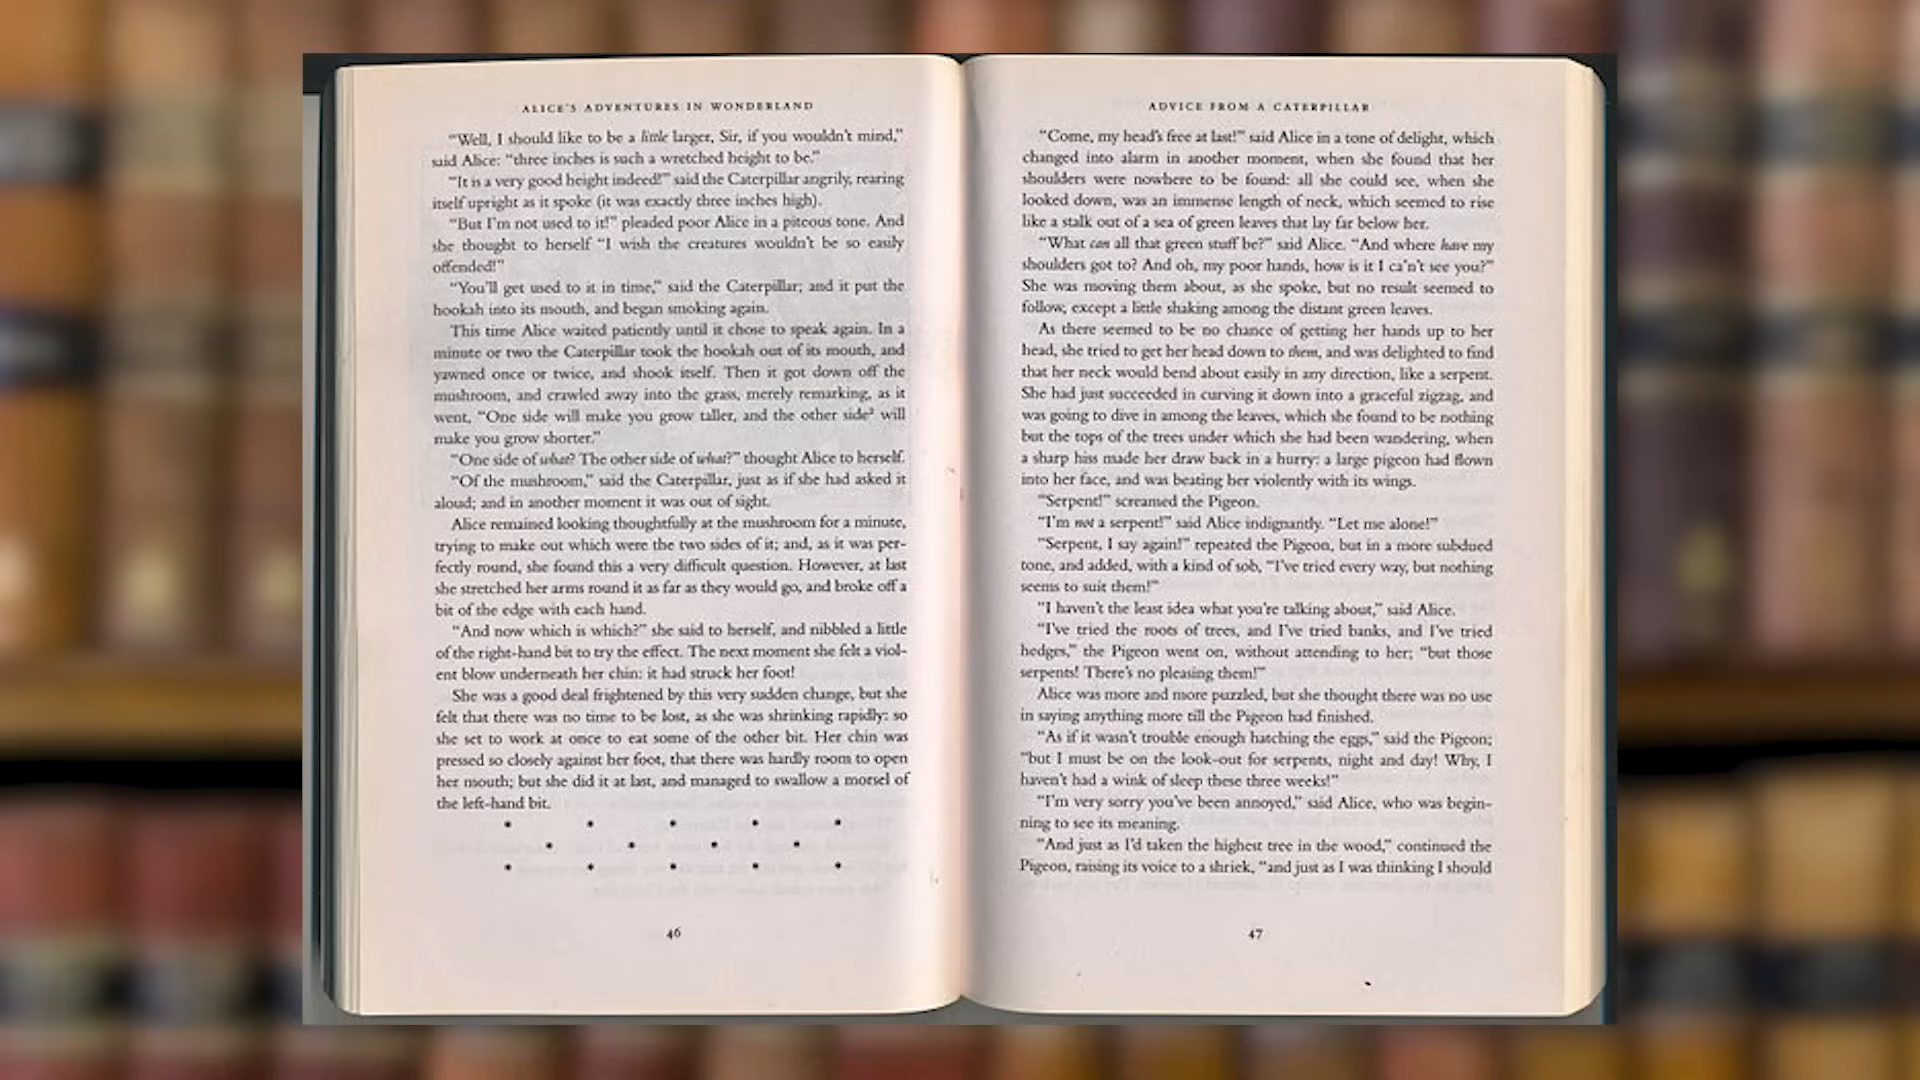 ALICE'S ADVENTURES IN WONDERLAND
"Well, I should like to be a little larger, Sir, if you wouldn't mind,"
said Alice: "three inches is such a wretched height to be."
"It is a very good height indeed!" said the Caterpillar angrily, rearing
itself upright as it spoke (it was exactly three inches high).
"But I'm not used to it!" pleaded poor Alice in a piteous tone. And
she thought to herself "I wish the creatures wouldn't be so easily
offended!"
"You'll get used to it in time," said the Caterpillar; and it put the
hookah into its mouth, and began smoking again.
This time Alice waited patiently until it chose to speak again. In a
minute or two the Caterpillar took the hookah out of its mouth, and
yawned once or twice, and shook itself. Then it got down off the
mushroom, and crawled away into the grass, merely remarking, as it
went, "One side will make you grow taller, and the other side² will
make you grow shorter."
"One side of what? The other side of what?" thought Alice to herself.
"Of the mushroom," said the Caterpillar, just as if she had asked it
aloud; and in another moment it was out of sight.
Alice remained looking thoughtfully at the mushroom for a minute,
trying to make out which were the two sides of it; and, as it was per-
fectly round, she found this a very difficult question. However, at last
she stretched her arms round it as far as they would go, and broke off a
bit of the edge with each hand.
"And now which is which?" she said to herself, and nibbled a little
of the right-hand bit to try the effect. The next moment she felt a viol-
ent blow underneath her chin: it had struck her foot!
She was a good deal frightened by this very sudden change, but she
felt that there was no time to be lost, as she was shrinking rapidly: so
she set to work at once to eat some of the other bit. Her chin was
pressed so closely against her foot, that there was hardly room to open
her mouth; but she did it at last, and managed to swallow a morsel of
the left-hand bit.
46
ADVICE FROM A CATERPILLAR
"Come, my head's free at last!" said Alice in a tone of delight, which
changed into alarm in another moment, when she found that her
shoulders were nowhere to be found: all she could see, when she
looked down, was an immense length of neck, which seemed to rise
like a stalk out of a sea of green leaves that lay far below her.
"What can all that green stuff be?" said Alice. "And where have my
shoulders got to? And oh, my poor hands, how is it I ca'n't see you?"
She was moving them about, as she spoke, but no result seemed to
follow, except a little shaking among the distant green leaves.
As there seemed to be no chance of getting her hands up to her
head, she tried to get her head down to them, and was delighted to find
that her neck would bend about easily in any direction, like a serpent.
She had just succeeded in curving it down into a graceful zigzag, and
was going to dive in among the leaves, which she found to be nothing
but the tops of the trees under which she had been wandering, when
a sharp hiss made her draw back in a hurry: a large pigeon had flown
into her face, and was beating her violently with its wings.
"Serpent!" screamed the Pigeon.
"I'm not a serpent!" said Alice indignantly. "Let me alone!"
"Serpent, I say again!" repeated the Pigeon, but in a more subdued
tone, and added, with a kind of sob, "I've tried every way, but nothing
seems to suit them!"
"I haven't the least idea what you're talking about," said Alice.
"I've tried the roots of trees, and I've tried banks, and I've tried
hedges," the Pigeon went on, without attending to her; "but those
serpents! There's no pleasing them!"
Alice was more and more puzzled, but she thought there was no use
in saying anything more till the Pigeon had finished.
"As if it wasn't trouble enough hatching the eggs," said the Pigeon;
"but I must be on the look-out for serpents, night and day! Why, I
haven't had a wink of sleep these three weeks!"
"I'm very sorry you've been annoyed," said Alice, who was begin-
ning to see its meaning.
"And just as I'd taken the highest tree in the wood," continued the
Pigeon, raising its voice to a shriek, "and just as I was thinking I should
47